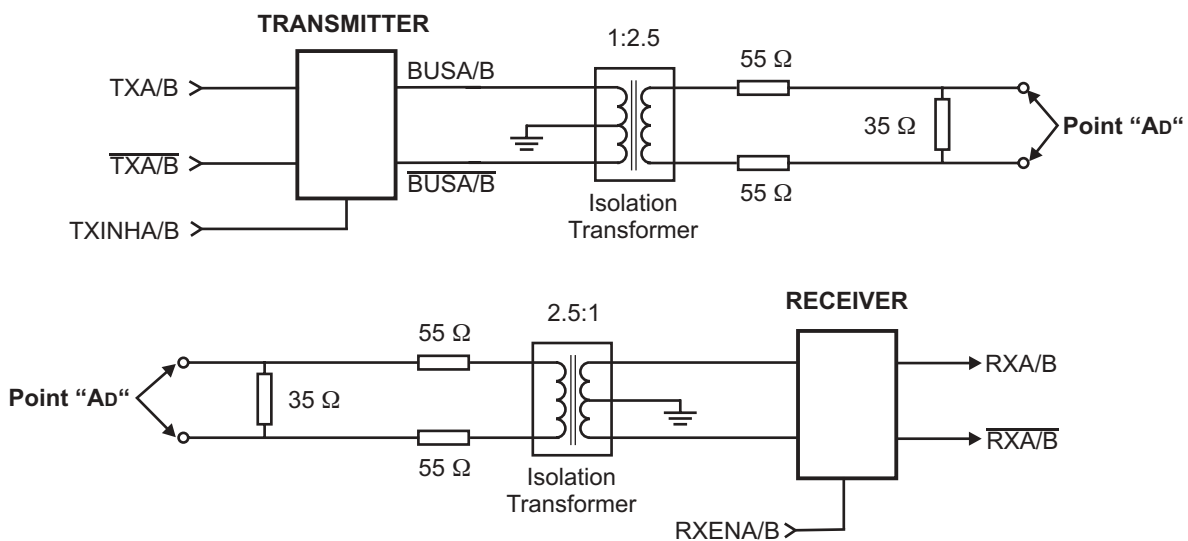 TRANSMITTER
1:2.5
55 Ω
TXA/B
BUSA/B
35 Ω
Point “AD“
TXA/B
BUSA/B
55 Ω
TXINHA/B
Isolation
Transformer
RECEIVER
2.5:1
55 Ω
RXA/B
Point “AD“
35 Ω
RXA/B
55 Ω
Isolation
Transformer
RXENA/B